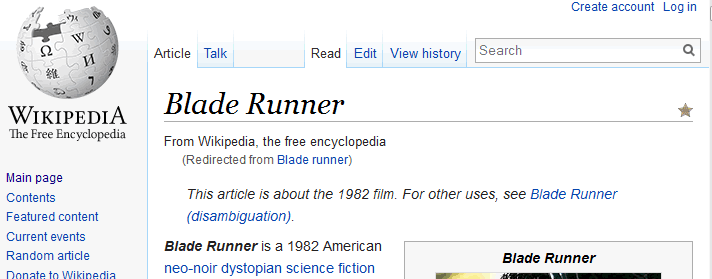 Create account Log in
Article Talk Read Edit View history Search
WIKIPEDIA
The Free Encyclopedia
Main page
Contents
Featured content
Current events
Random article
Donate to Wikipedia
Blade Runner
From Wikipedia, the free encyclopedia
(Redirected from Blade runner)
This article is about the 1982 film. For other uses, see Blade Runner
(disambiguation).
Blade Runner is a 1982 American
neo-noir dystopian science fiction
Blade Runner